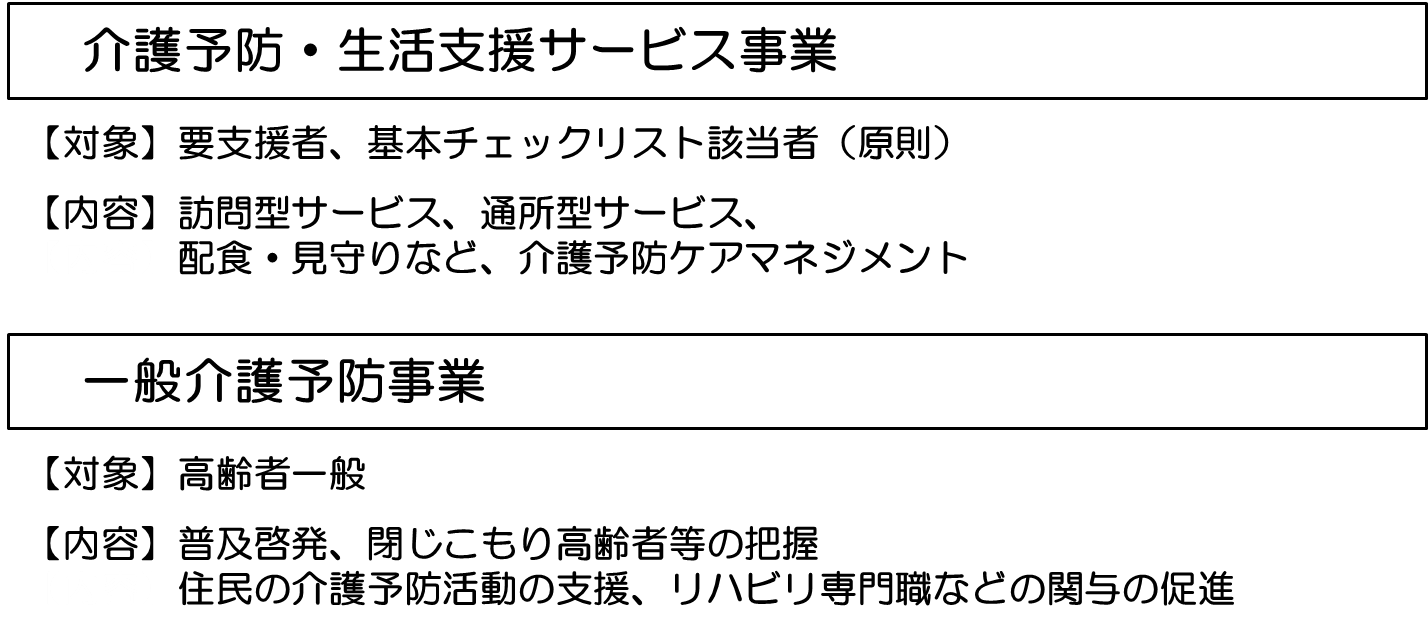 介護予防・生活支援サービス事業
【対象】要支援者、基本チェックリスト該当者（原則）
【内容】訪問型サービス、通所型サービス、
配食・見守りなど、介護予防ケアマネジメント
一般介護予防事業
【対象】高齢者一般
【内容】普及啓発、閉じこもり高齢者等の把握
住民の介護予防活動の支援、リハビリ専門職などの関与の促進